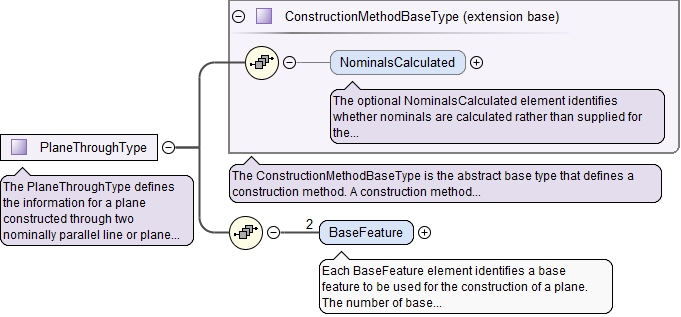 ConstructionMethodBaseType (extension base)
NominalsCalculated
The optional NominalsCalculated element identifies
whether nominals are calculated rather than supplied for
the...
PlaneThroughType
The PlaneThroughType defines
the information for a plane
constructed through two
nominally parallel line or plane...
The ConstructionMethodBaseType is the abstract base type that defines a
construction method. A construction method...
2
BaseFeature
Each BaseFeature element identifies a base
feature to be used for the construction of a plane.
The number of base...